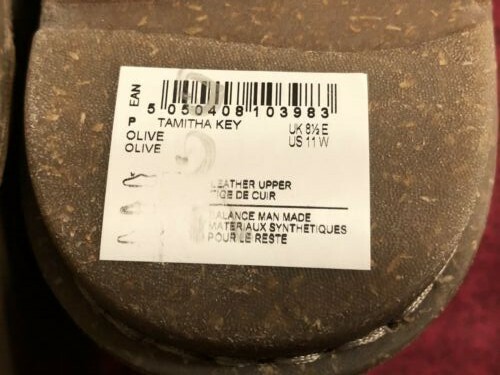 EAN
5 050408 103983
P TAMITHA KEY
OLIVE UK 8½ E
OLIVE US 11 W
LEATHER UPPER
TIGE DE CUIR
BALANCE MAN MADE
MATERIAUX SYNTHETIQUES
POUR LE RESTE